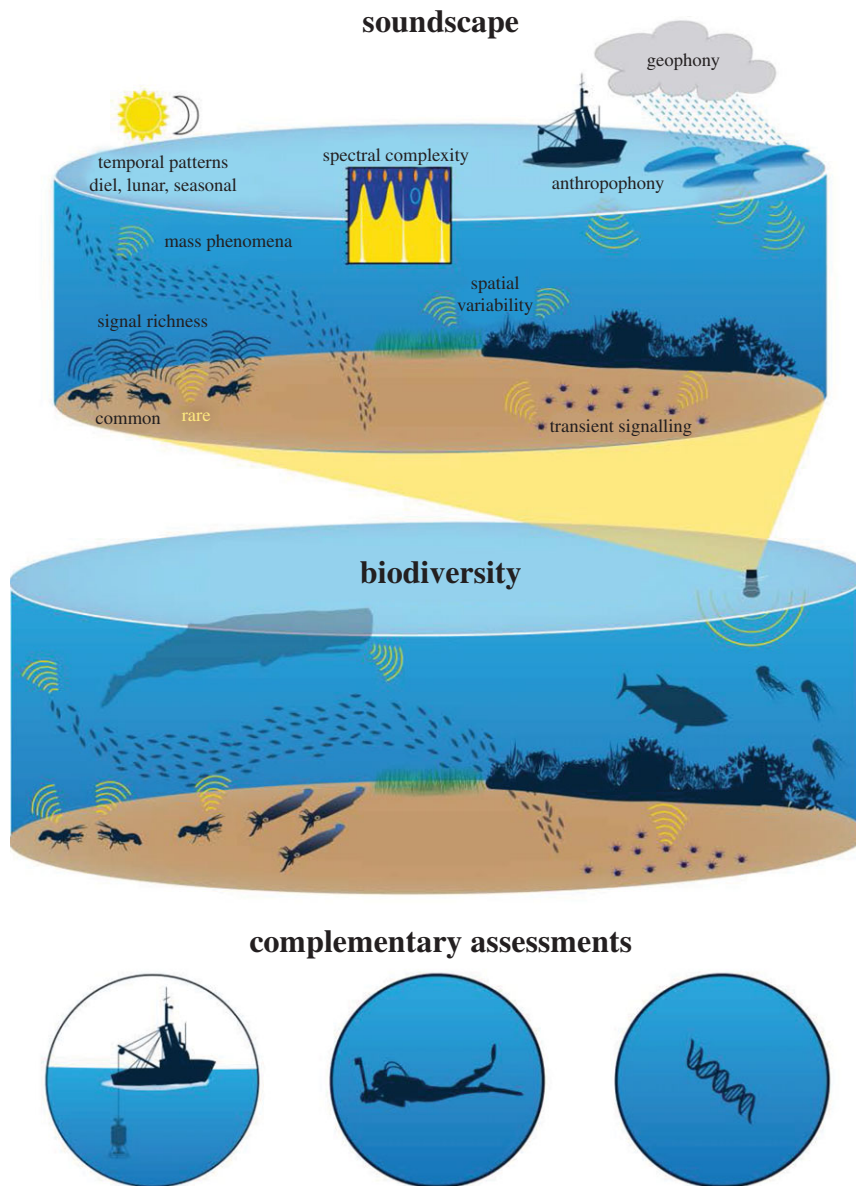 soundscape
geophony
temporal patterns
diel, lunar, seasonal
spectral complexity
anthropophony
mass phenomena
spatial
variability
signal richness
common
rare
transient signalling
biodiversity
complementary assessments